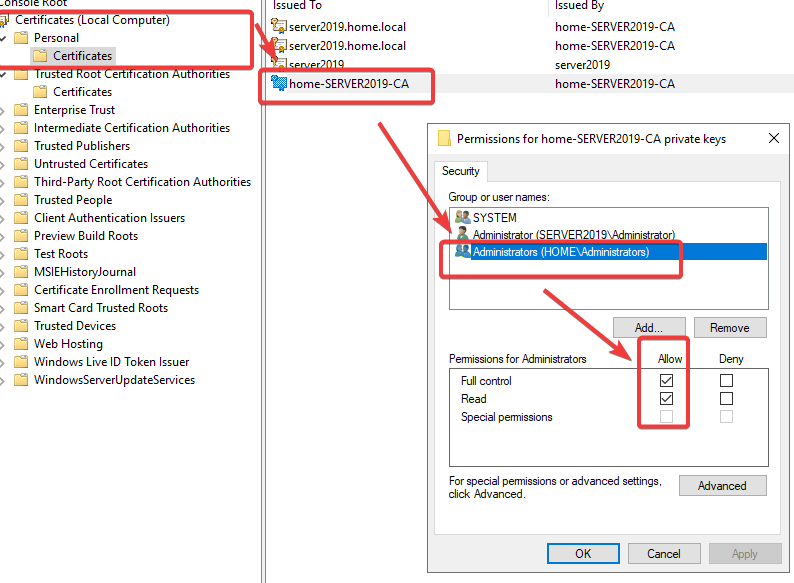 Console Root
Certificates (Local Computer)
Personal
Certificates
Trusted Root Certification Authorities
Certificates
Enterprise Trust
Intermediate Certification Authorities
Trusted Publishers
Untrusted Certificates
Third-Party Root Certification Authorities
Trusted People
Client Authentication Issuers
Preview Build Roots
Test Roots
MSIEHistoryJournal
Certificate Enrollment Requests
Smart Card Trusted Roots
Trusted Devices
Web Hosting
Windows Live ID Token Issuer
WindowsServerUpdateServices
Issued To Issued By
server2019.home.local home-SERVER2019-CA
server2019.home.local home-SERVER2019-CA
server2019 server2019
home-SERVER2019-CA home-SERVER2019-CA
Permissions for home-SERVER2019-CA private keys
Security
Group or user names:
SYSTEM
Administrator (SERVER2019\Administrator)
Administrators (HOME\Administrators)
Add... Remove
Permissions for Administrators Allow Deny
Full control
Read
Special permissions
For special permissions or advanced settings,
click Advanced.
Advanced
OK Cancel Apply